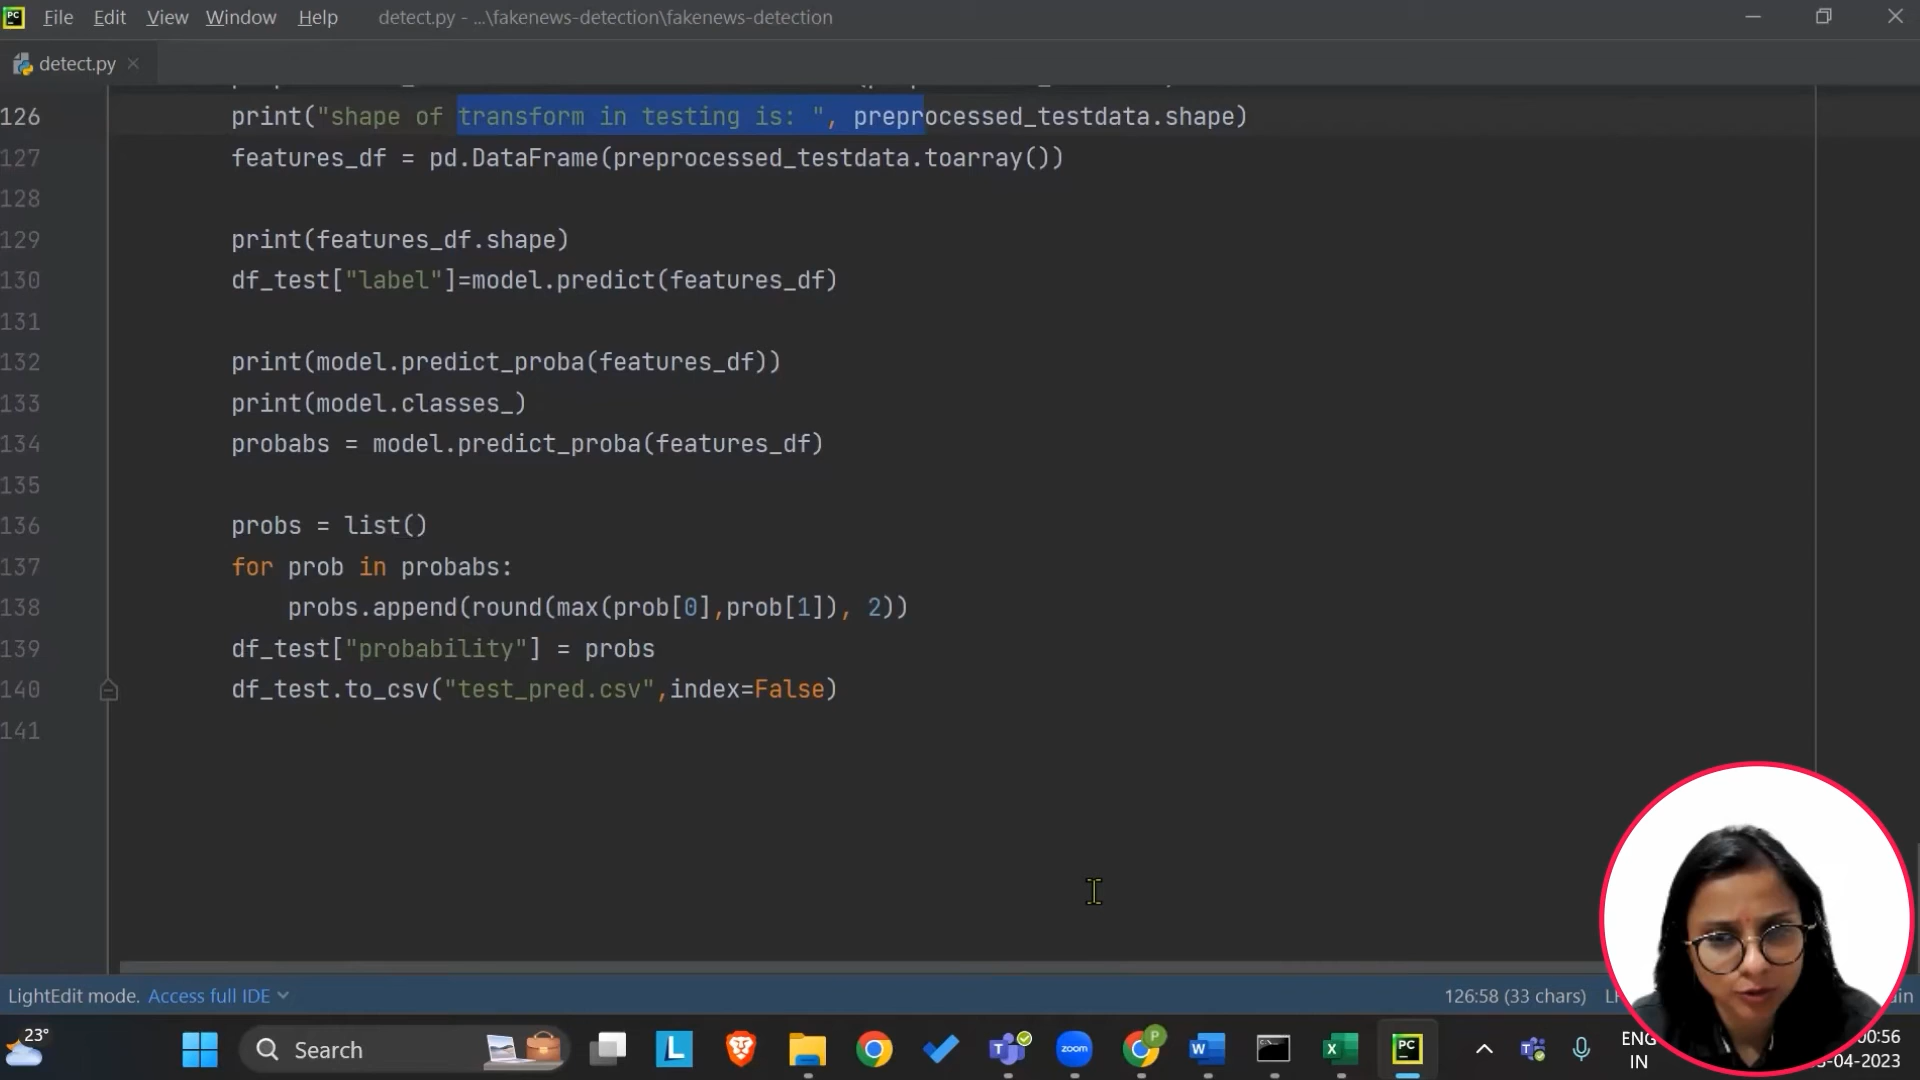 File Edit View Window Help detect.py - ...\fakenews-detection\fakenews-detection
detect.py
126 print("shape of transform in testing is: ", preprocessed_testdata.shape)
127 features_df = pd.DataFrame(preprocessed_testdata.toarray())
128
129 print(features_df.shape)
130 df_test["label"]=model.predict(features_df)
131
132 print(model.predict_proba(features_df))
133 print(model.classes_)
134 probabs = model.predict_proba(features_df)
135
136 probs = list()
137 for prob in probabs:
138 probs.append(round(max(prob[0],prob[1]), 2))
139 df_test["probability"] = probs
140 df_test.to_csv("test_pred.csv",index=False)
141
LightEdit mode. Access full IDE 126:58 (33 chars)
23° Search L zoom P W X PC ENG
IN